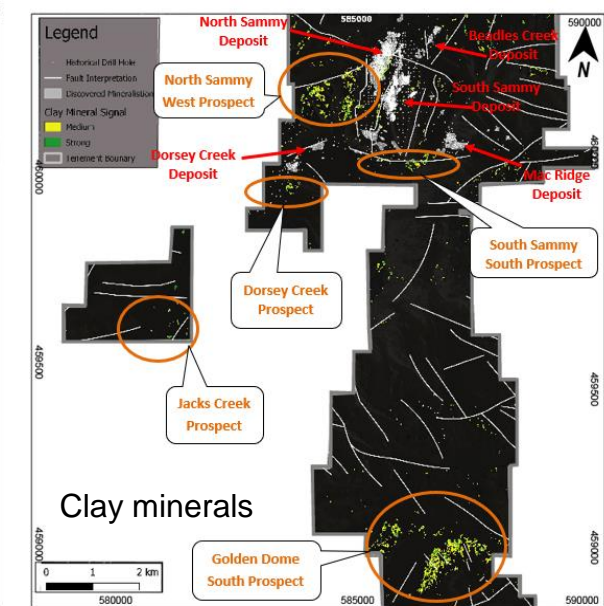 Legend
Historical Drill Hole
Fault Interpretation
Discovered Mineralisation
Clay Mineral Signal
Medium
Strong
Tenement Boundary
North Sammy
Deposit
585000
590000
Beadles Creek
Deposit
N
North Sammy
West Prospect
South Sammy
Deposit
Dorsey Creek
Deposit
Mac Ridge
Deposit
460000
460000
South Sammy
South Prospect
Dorsey Creek
Prospect
459500
459500
Jacks Creek
Prospect
Clay minerals
Golden Dome
South Prospect
459000
459000
0 1 2 km
580000
585000
590000